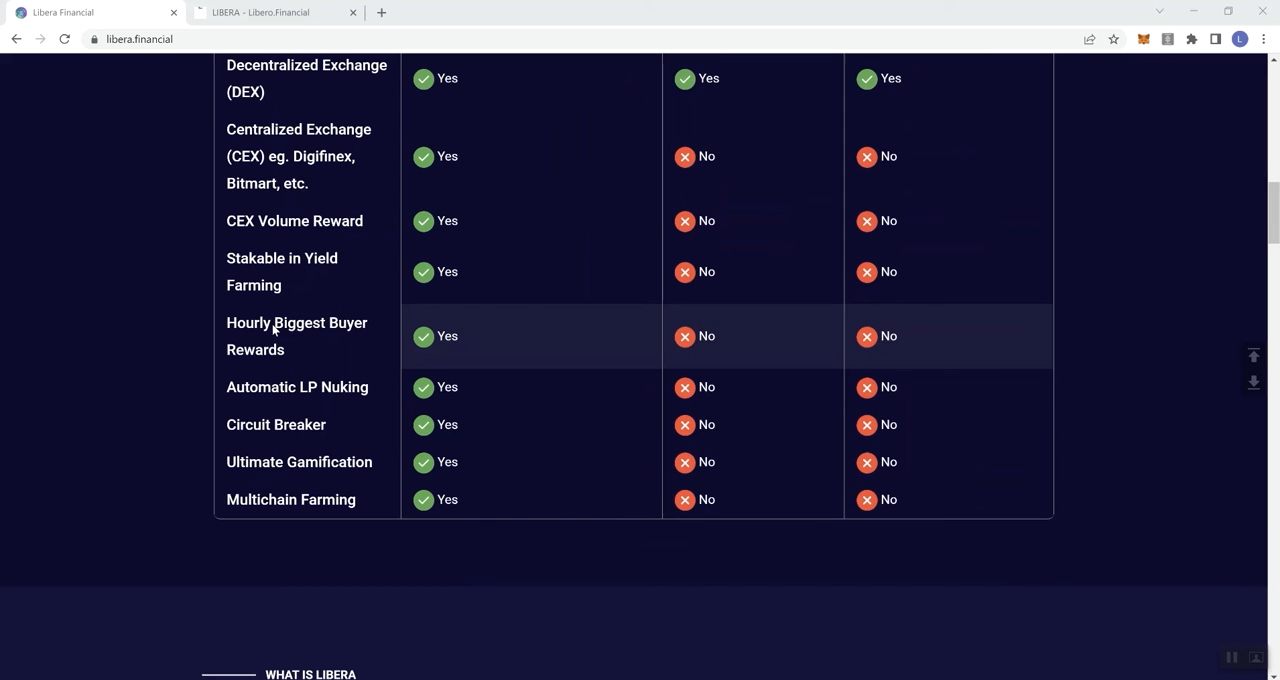 Libera Financial
LIBERA - Libero.Financial
libera.financial
L
Decentralized Exchange
(DEX)
Yes
Yes
Yes
Centralized Exchange
(CEX) eg. Digifinex,
Bitmart, etc.
Yes
No
No
CEX Volume Reward
Yes
No
No
Stakable in Yield
Farming
Yes
No
No
Hourly Biggest Buyer
Rewards
Yes
No
No
Automatic LP Nuking
Yes
No
No
Circuit Breaker
Yes
No
No
Ultimate Gamification
Yes
No
No
Multichain Farming
Yes
No
No
WHAT IS LIBERA